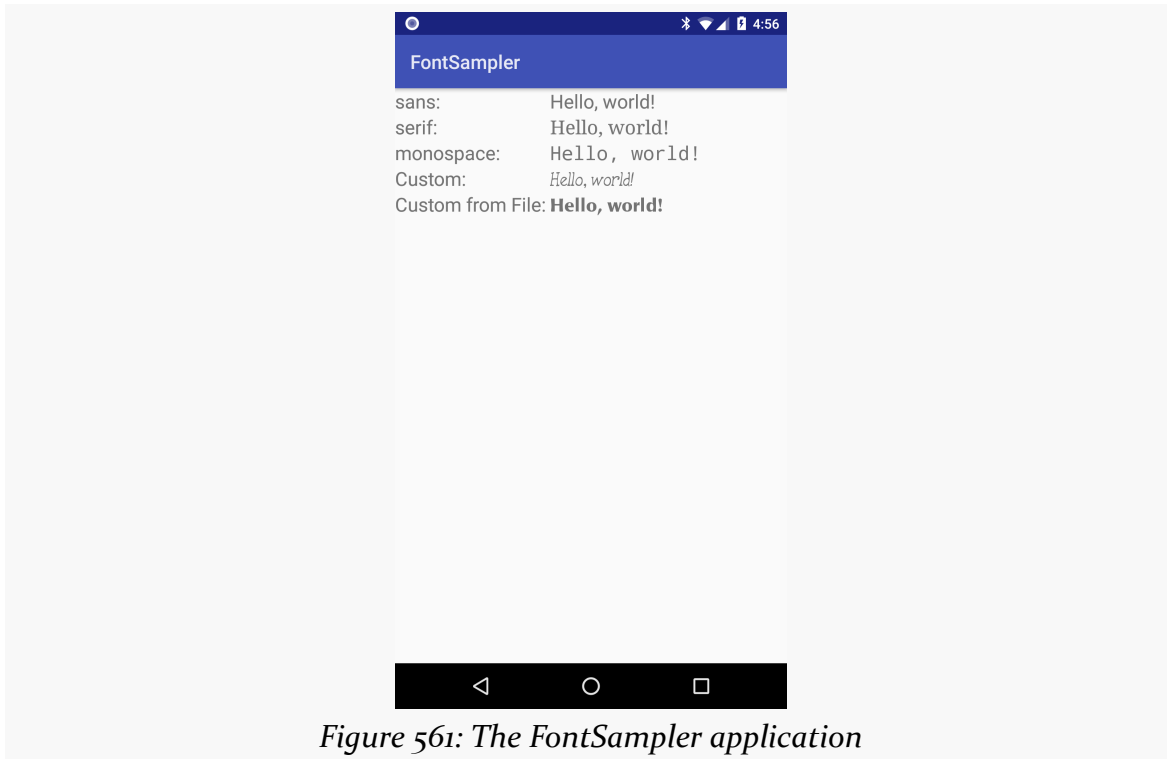 4:56
FontSampler
sans: Hello, world!
serif: Hello, world!
monospace: Hello, world!
Custom: Hello, world!
Custom from File: Hello, world!
Figure 561: The FontSampler application